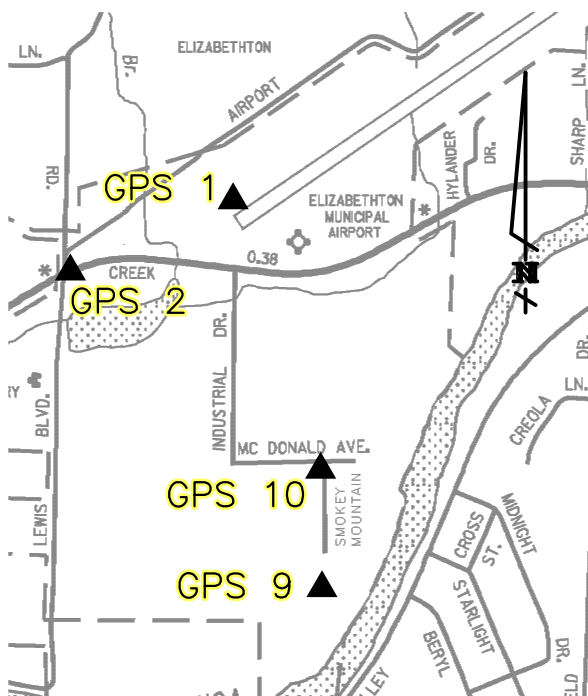 LN.
ELIZABETHTON
Br.
AIRPORT
LN.
SHARP
HYLANDER
DR.
RD.
GPS 1
ELIZABETHTON
MUNICIPAL
AIRPORT
*
*
0.38
CREEK
N
GPS 2
DR.
INDUSTRIAL
DR.
LN.
CREOLA
RY
BLVD.
LEWIS
MC DONALD AVE.
GPS 10
SMOKEY
MOUNTAIN
MIDNIGHT
CROSS
ST.
GPS 9
STARLIGHT
BERYL
DR.
LLEY